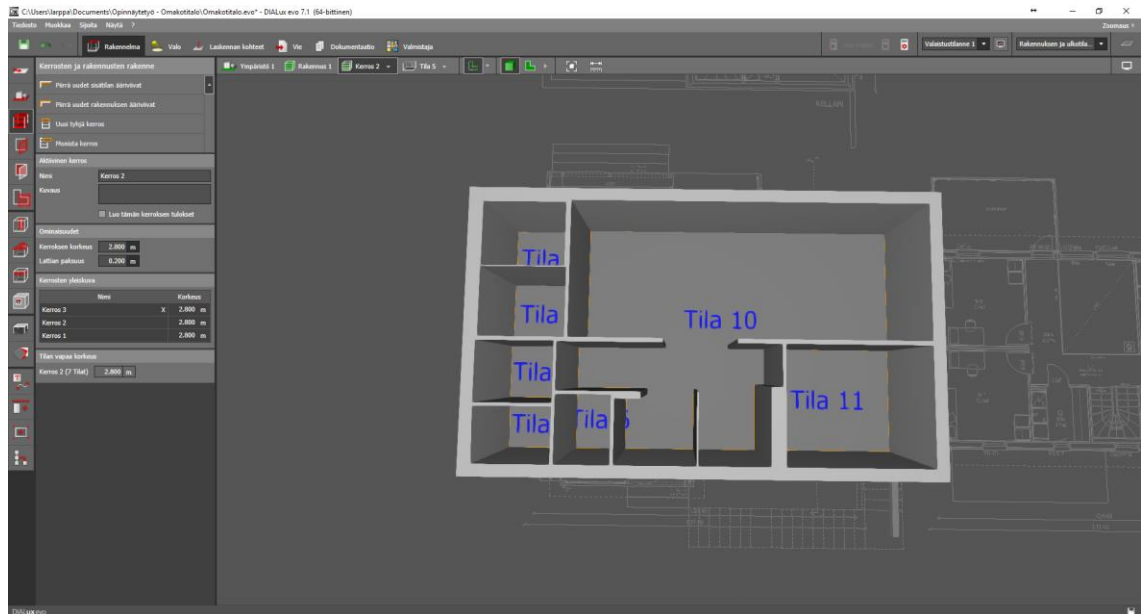 C:\Users\larppa\Documents\Opinnäytetyö - Omakotitalo\Omakotitalo.evo* - DIALux evo 7.1 (64-bittinen)
Tiedosto Muokkaa Sijoita Näytä ?
Zoomaus
Rakennelma Valo Laskennan kohteet Vie Dokumentaatio Valmistaja
Valaistustilanne 1
Rakennuksen ja ulkotila...
Kerrosten ja rakennusten rakenne
Ympäristö 1 Rakennus 1 Kerros 2 Tila 5
Piirrä uudet sisätilan ääriviivat
Piirrä uudet rakennuksen ääriviivat
Uusi tyhjä kerros
Monista kerros
Aktiivinen kerros
Nimi Kerros 2
Kuvaus
Luo tämän kerroksen tulokset
Ominaisuudet
Kerroksen korkeus 2.800 m
Lattian paksuus 0.200 m
Kerrosten yleiskuva
Nimi Korkeus
Kerros 3 X 2.800 m
Kerros 2 2.800 m
Kerros 1 2.800 m
Tilan vapaa korkeus
Kerros 2 (7 Tilat) 2.800 m
KELLARI
Tila
Tila
Tila 10
Tila
Tila 11
Tila
Tila
DIALux evo